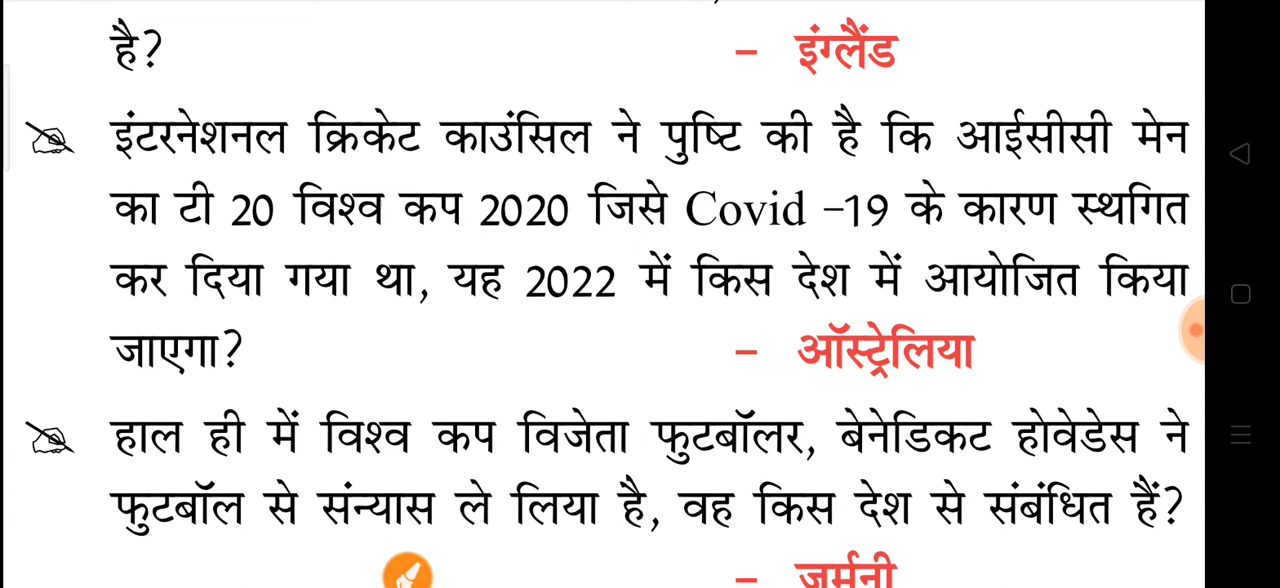 है? – इंग्लैंड
इंटरनेशनल क्रिकेट काउंसिल ने पुष्टि की है कि आईसीसी मेन
का टी 20 विश्व कप 2020 जिसे Covid –19 के कारण स्थगित
कर दिया गया था, यह 2022 में किस देश में आयोजित किया
जाएगा? – ऑस्ट्रेलिया
हाल ही में विश्व कप विजेता फुटबॉलर, बेनेडिकट होवेडेस ने
फुटबॉल से संन्यास ले लिया है, वह किस देश से संबंधित हैं?
– जर्मनी